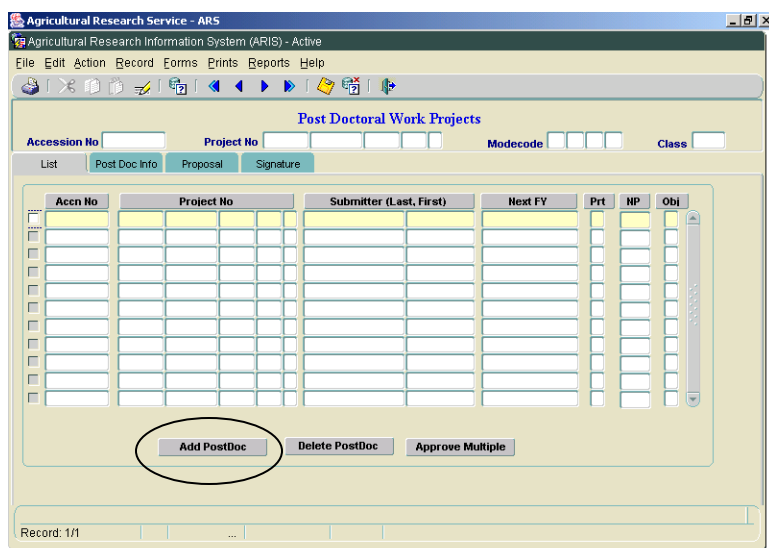 Agricultural Research Service - ARS
Agricultural Research Information System (ARIS) - Active
File Edit Action Record Forms Prints Reports Help
Post Doctoral Work Projects
Accession No Project No Modecode Class
List Post Doc Info Proposal Signature
Accn No Project No Submitter (Last, First) Next FY Prt NP Obj
Add PostDoc Delete PostDoc Approve Multiple
Record: 1/1 ...